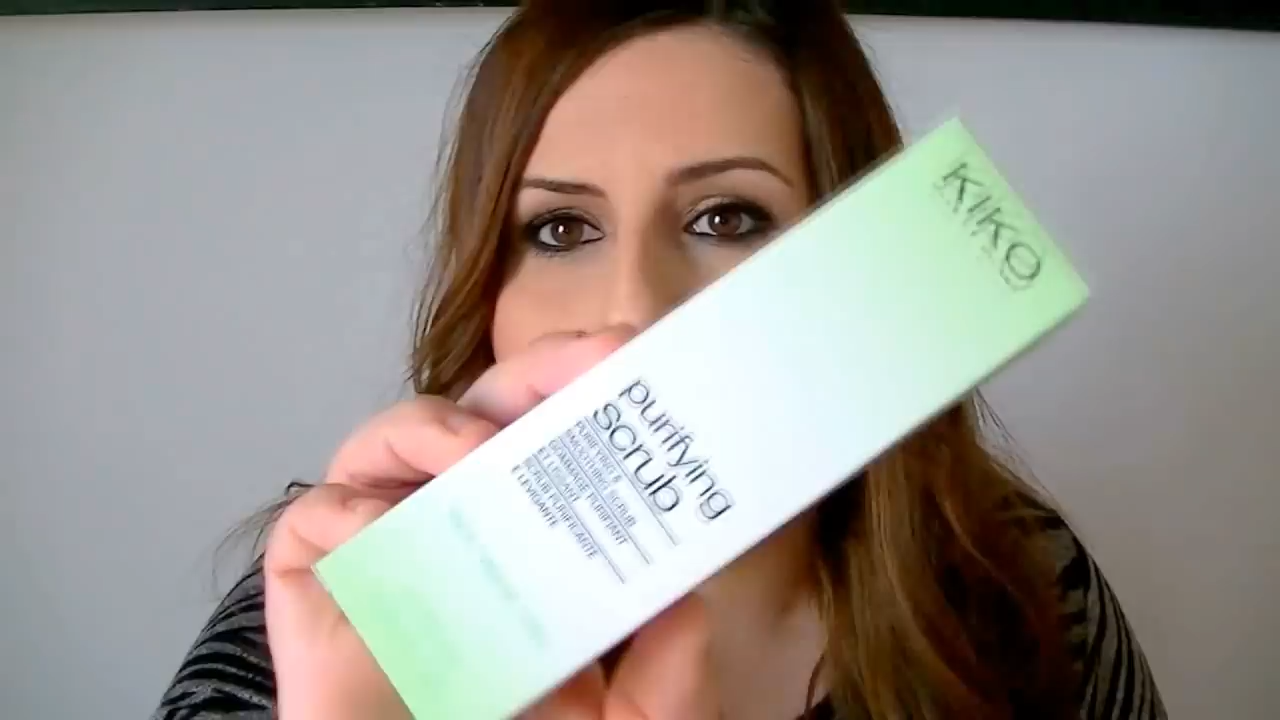 KIKO
purifying
scrub
PURIFYING &
SMOOTHING SCRUB
GOMMAGE PURIFIANT
ET LISSANT
SCRUB PURIFICANTE
E LEVIGANTE